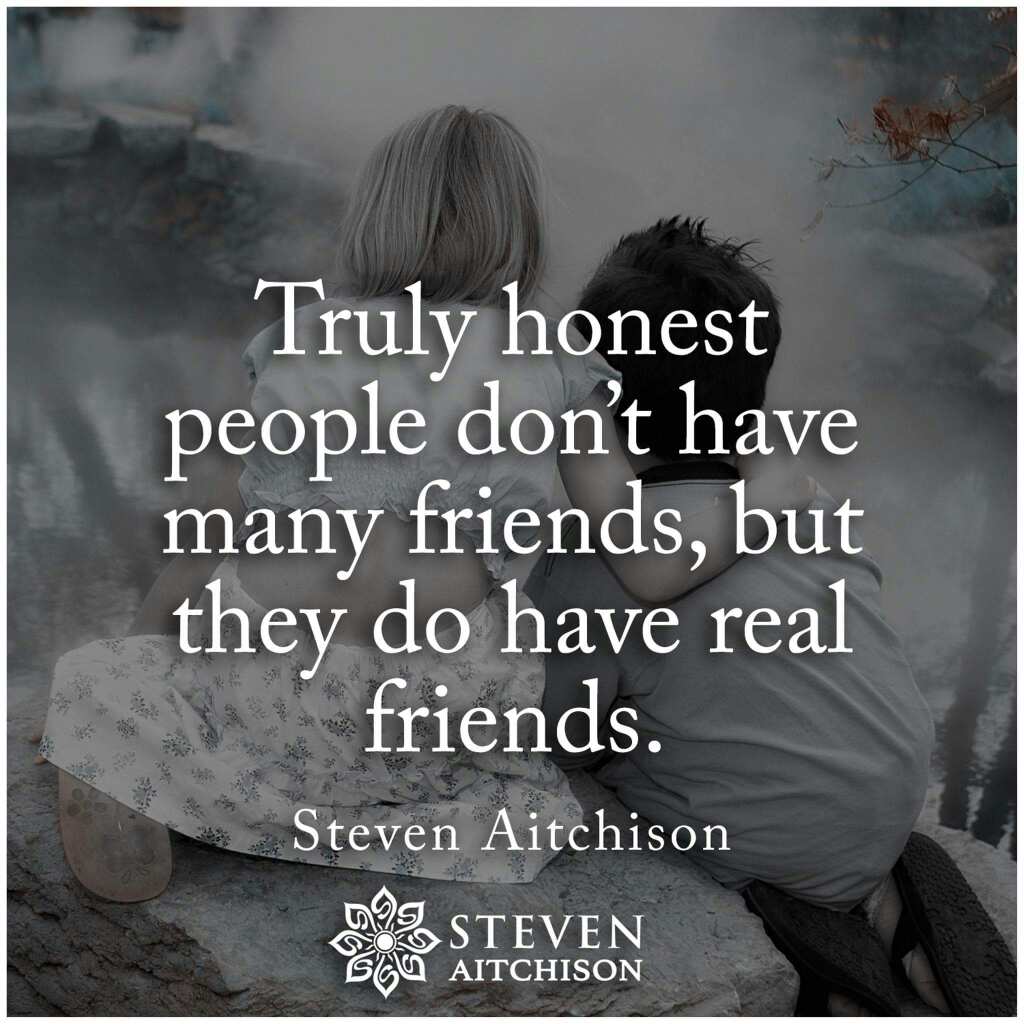 Truly honest
people don’t have
many friends, but
they do have real
friends.
Steven Aitchison
STEVEN
AITCHISON